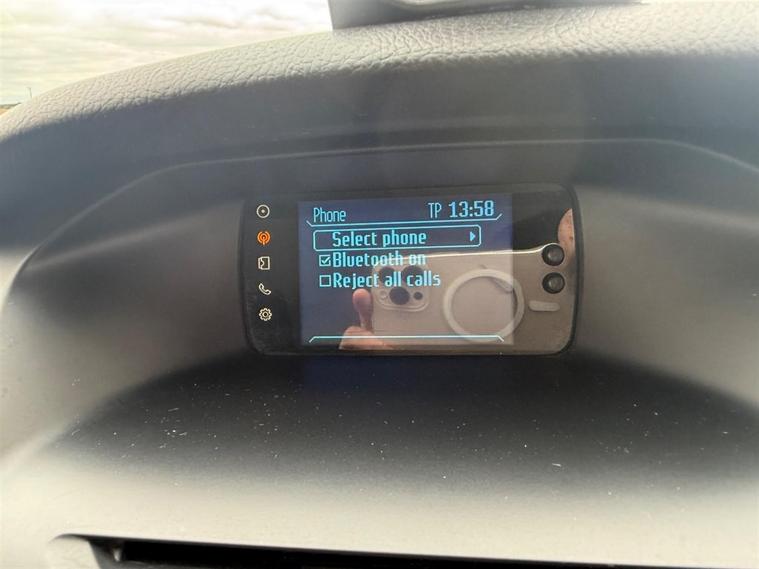 Phone TP 13:58
Select phone
Bluetooth on
Reject all calls